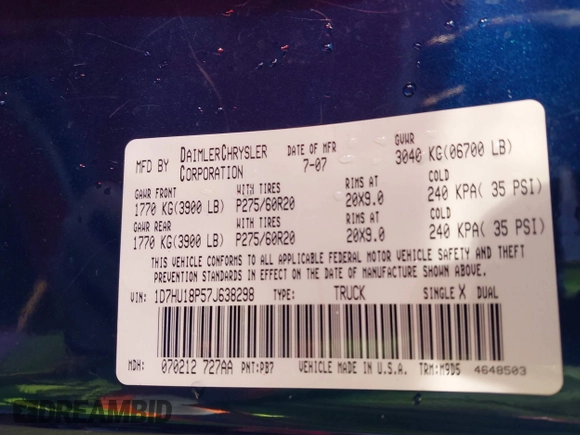 MFD BY DAIMLERCHRYSLER CORPORATION DATE OF MFR 7-07 GVWR 3040 KG(06700 LB)
GAWR FRONT WITH TIRES RIMS AT COLD
1770 KG(3900 LB) P275/60R20 20X9.0 240 KPA( 35 PSI)
GAWR REAR WITH TIRES RIMS AT COLD
1770 KG(3900 LB) P275/60R20 20X9.0 240 KPA( 35 PSI)
THIS VEHICLE CONFORMS TO ALL APPLICABLE FEDERAL MOTOR VEHICLE SAFETY AND THEFT
PREVENTION STANDARDS IN EFFECT ON THE DATE OF MANUFACTURE SHOWN ABOVE.
VIN: 1D7HU18P57J638298 TYPE: TRUCK SINGLE X DUAL
MDH: 070212 727AA PNT:PB7 VEHICLE MADE IN U.S.A. TRM:M9D5 4648503
DREAMBID